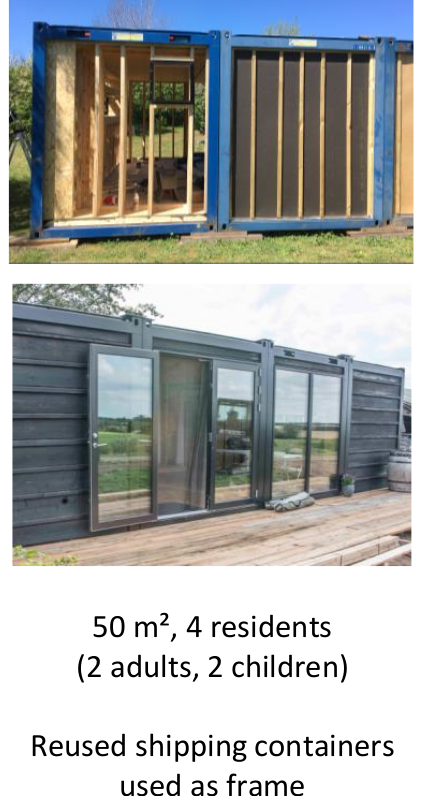 50 m², 4 residents
(2 adults, 2 children)
Reused shipping containers
used as frame